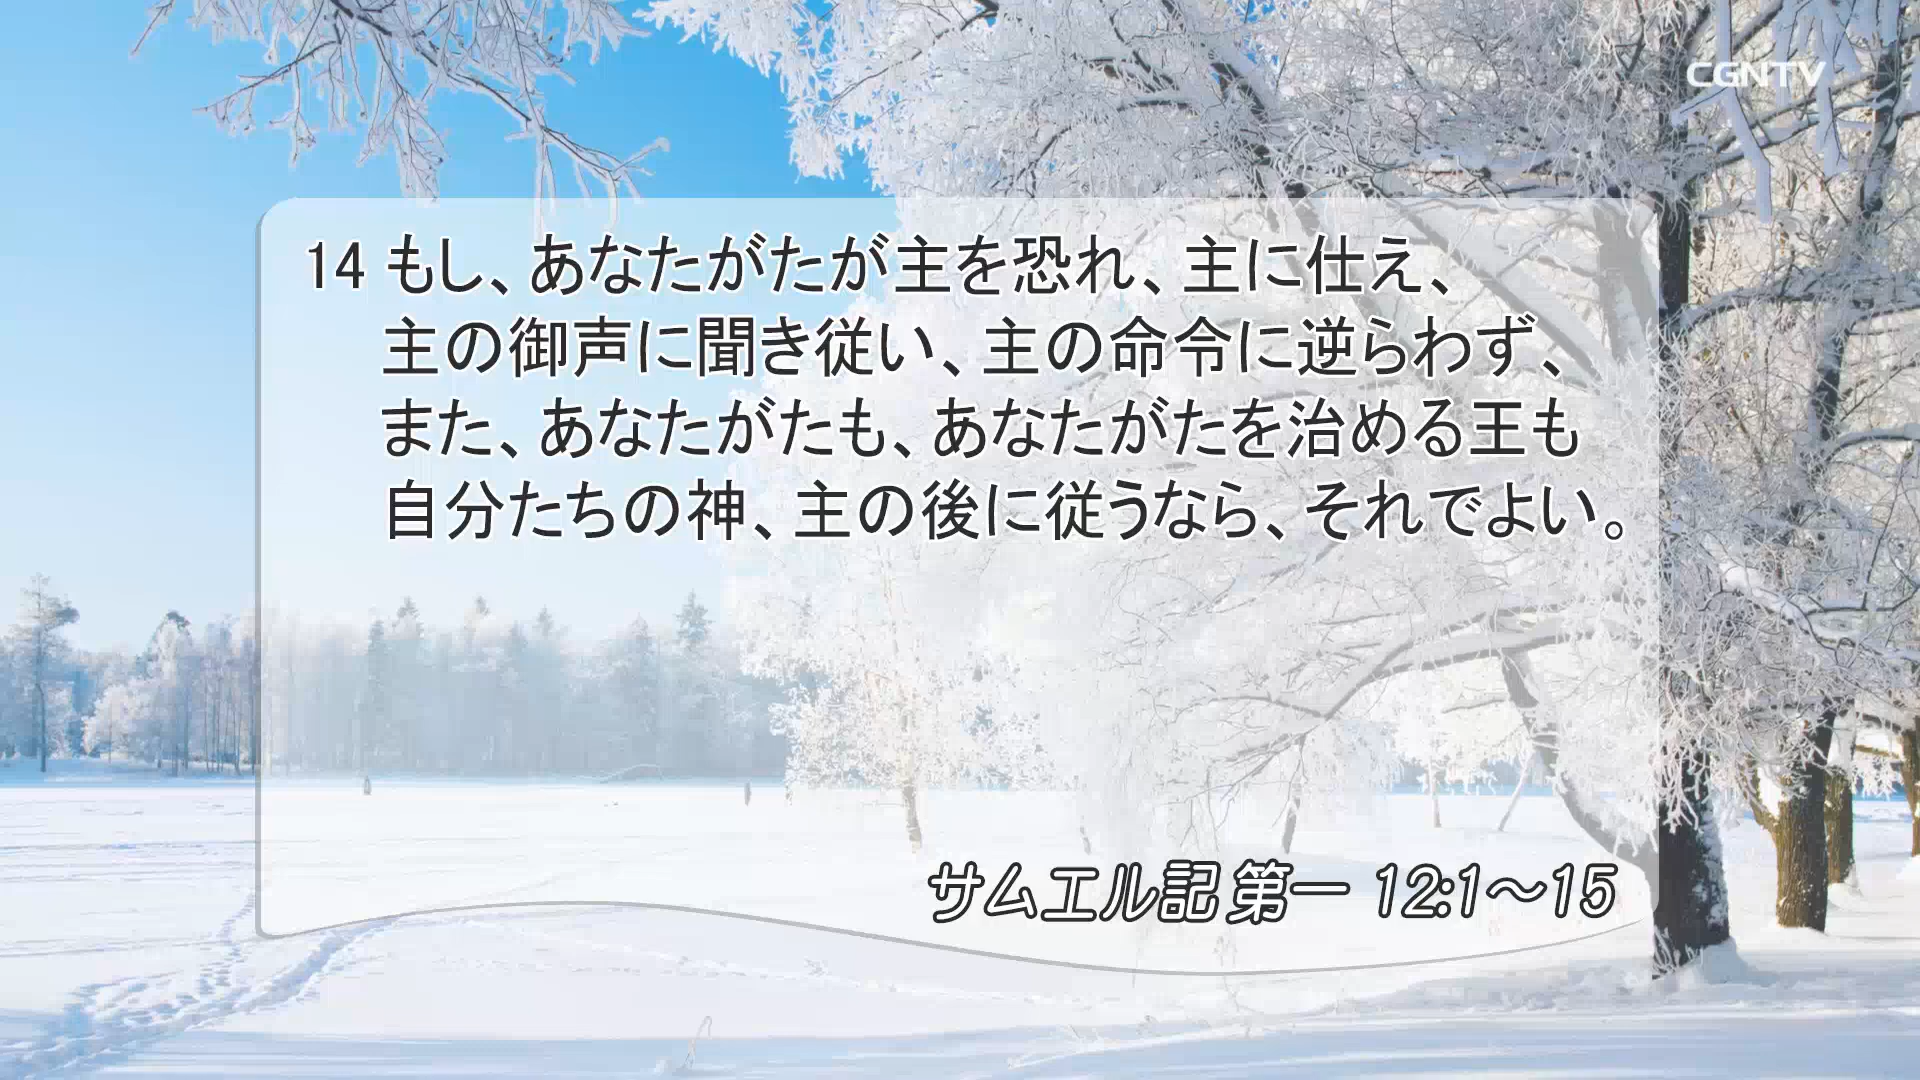 CGNTV
14 もし、あなたがたが主を恐れ、主に仕え、
主の御声に聞き従い、主の命令に逆らわず、
また、あなたがたも、あなたがたを治める王も
自分たちの神、主の後に従うなら、それでよい。
サムエル記 第一 12:1～15